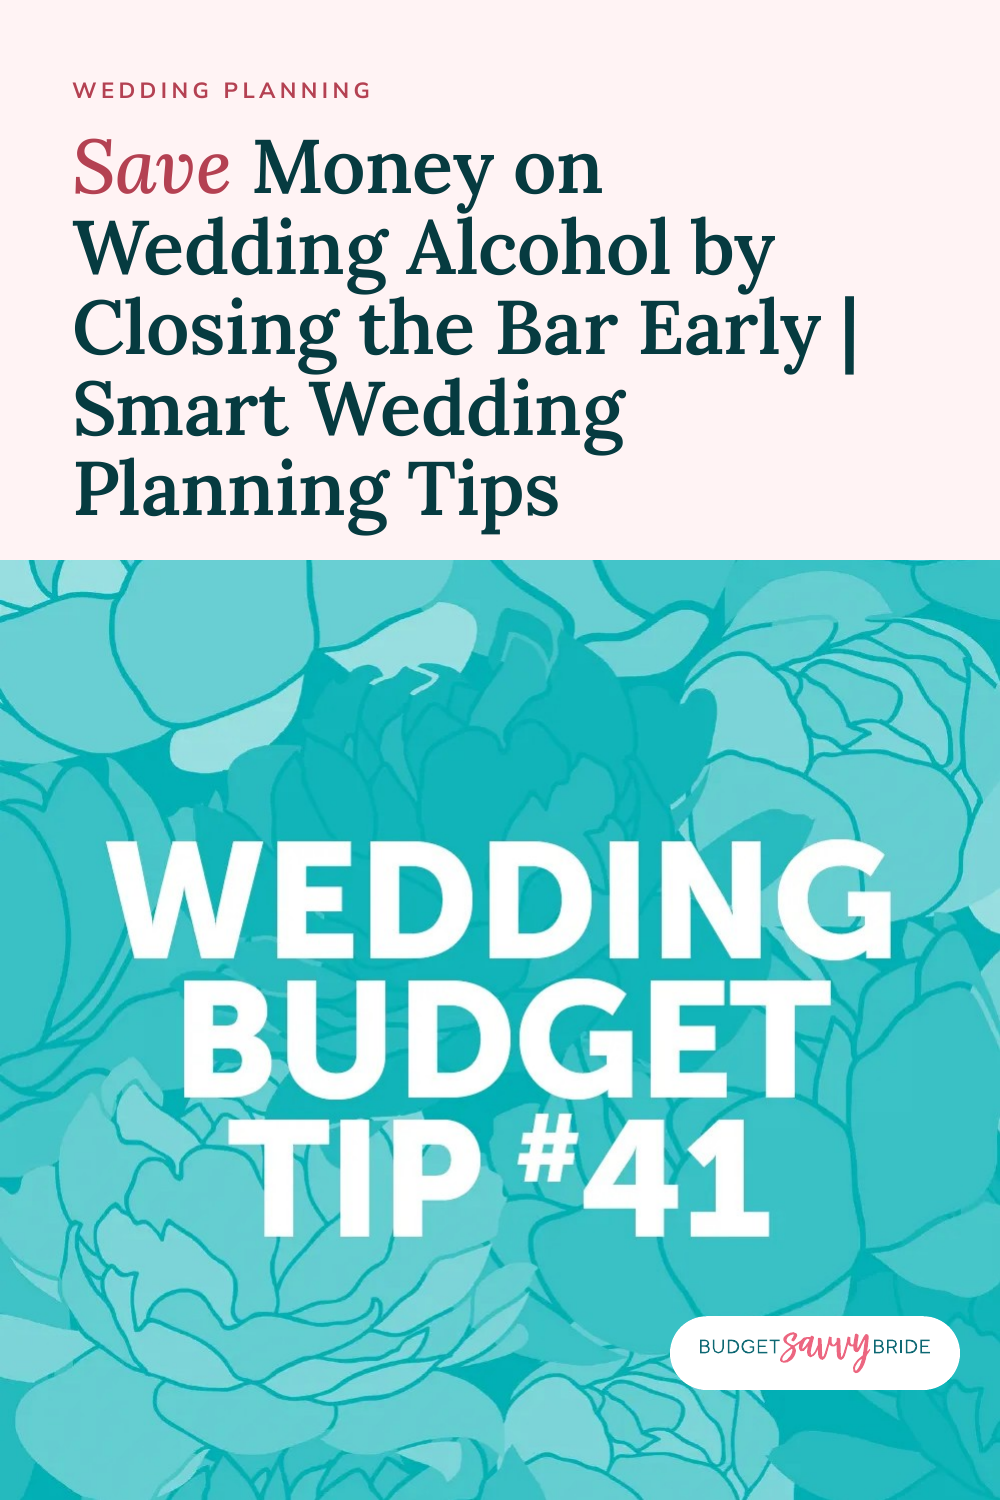 WEDDING PLANNING
Save Money on
Wedding Alcohol by
Closing the Bar Early |
Smart Wedding
Planning Tips
WEDDING
BUDGET
TIP #41
BUDGET savvy BRIDE